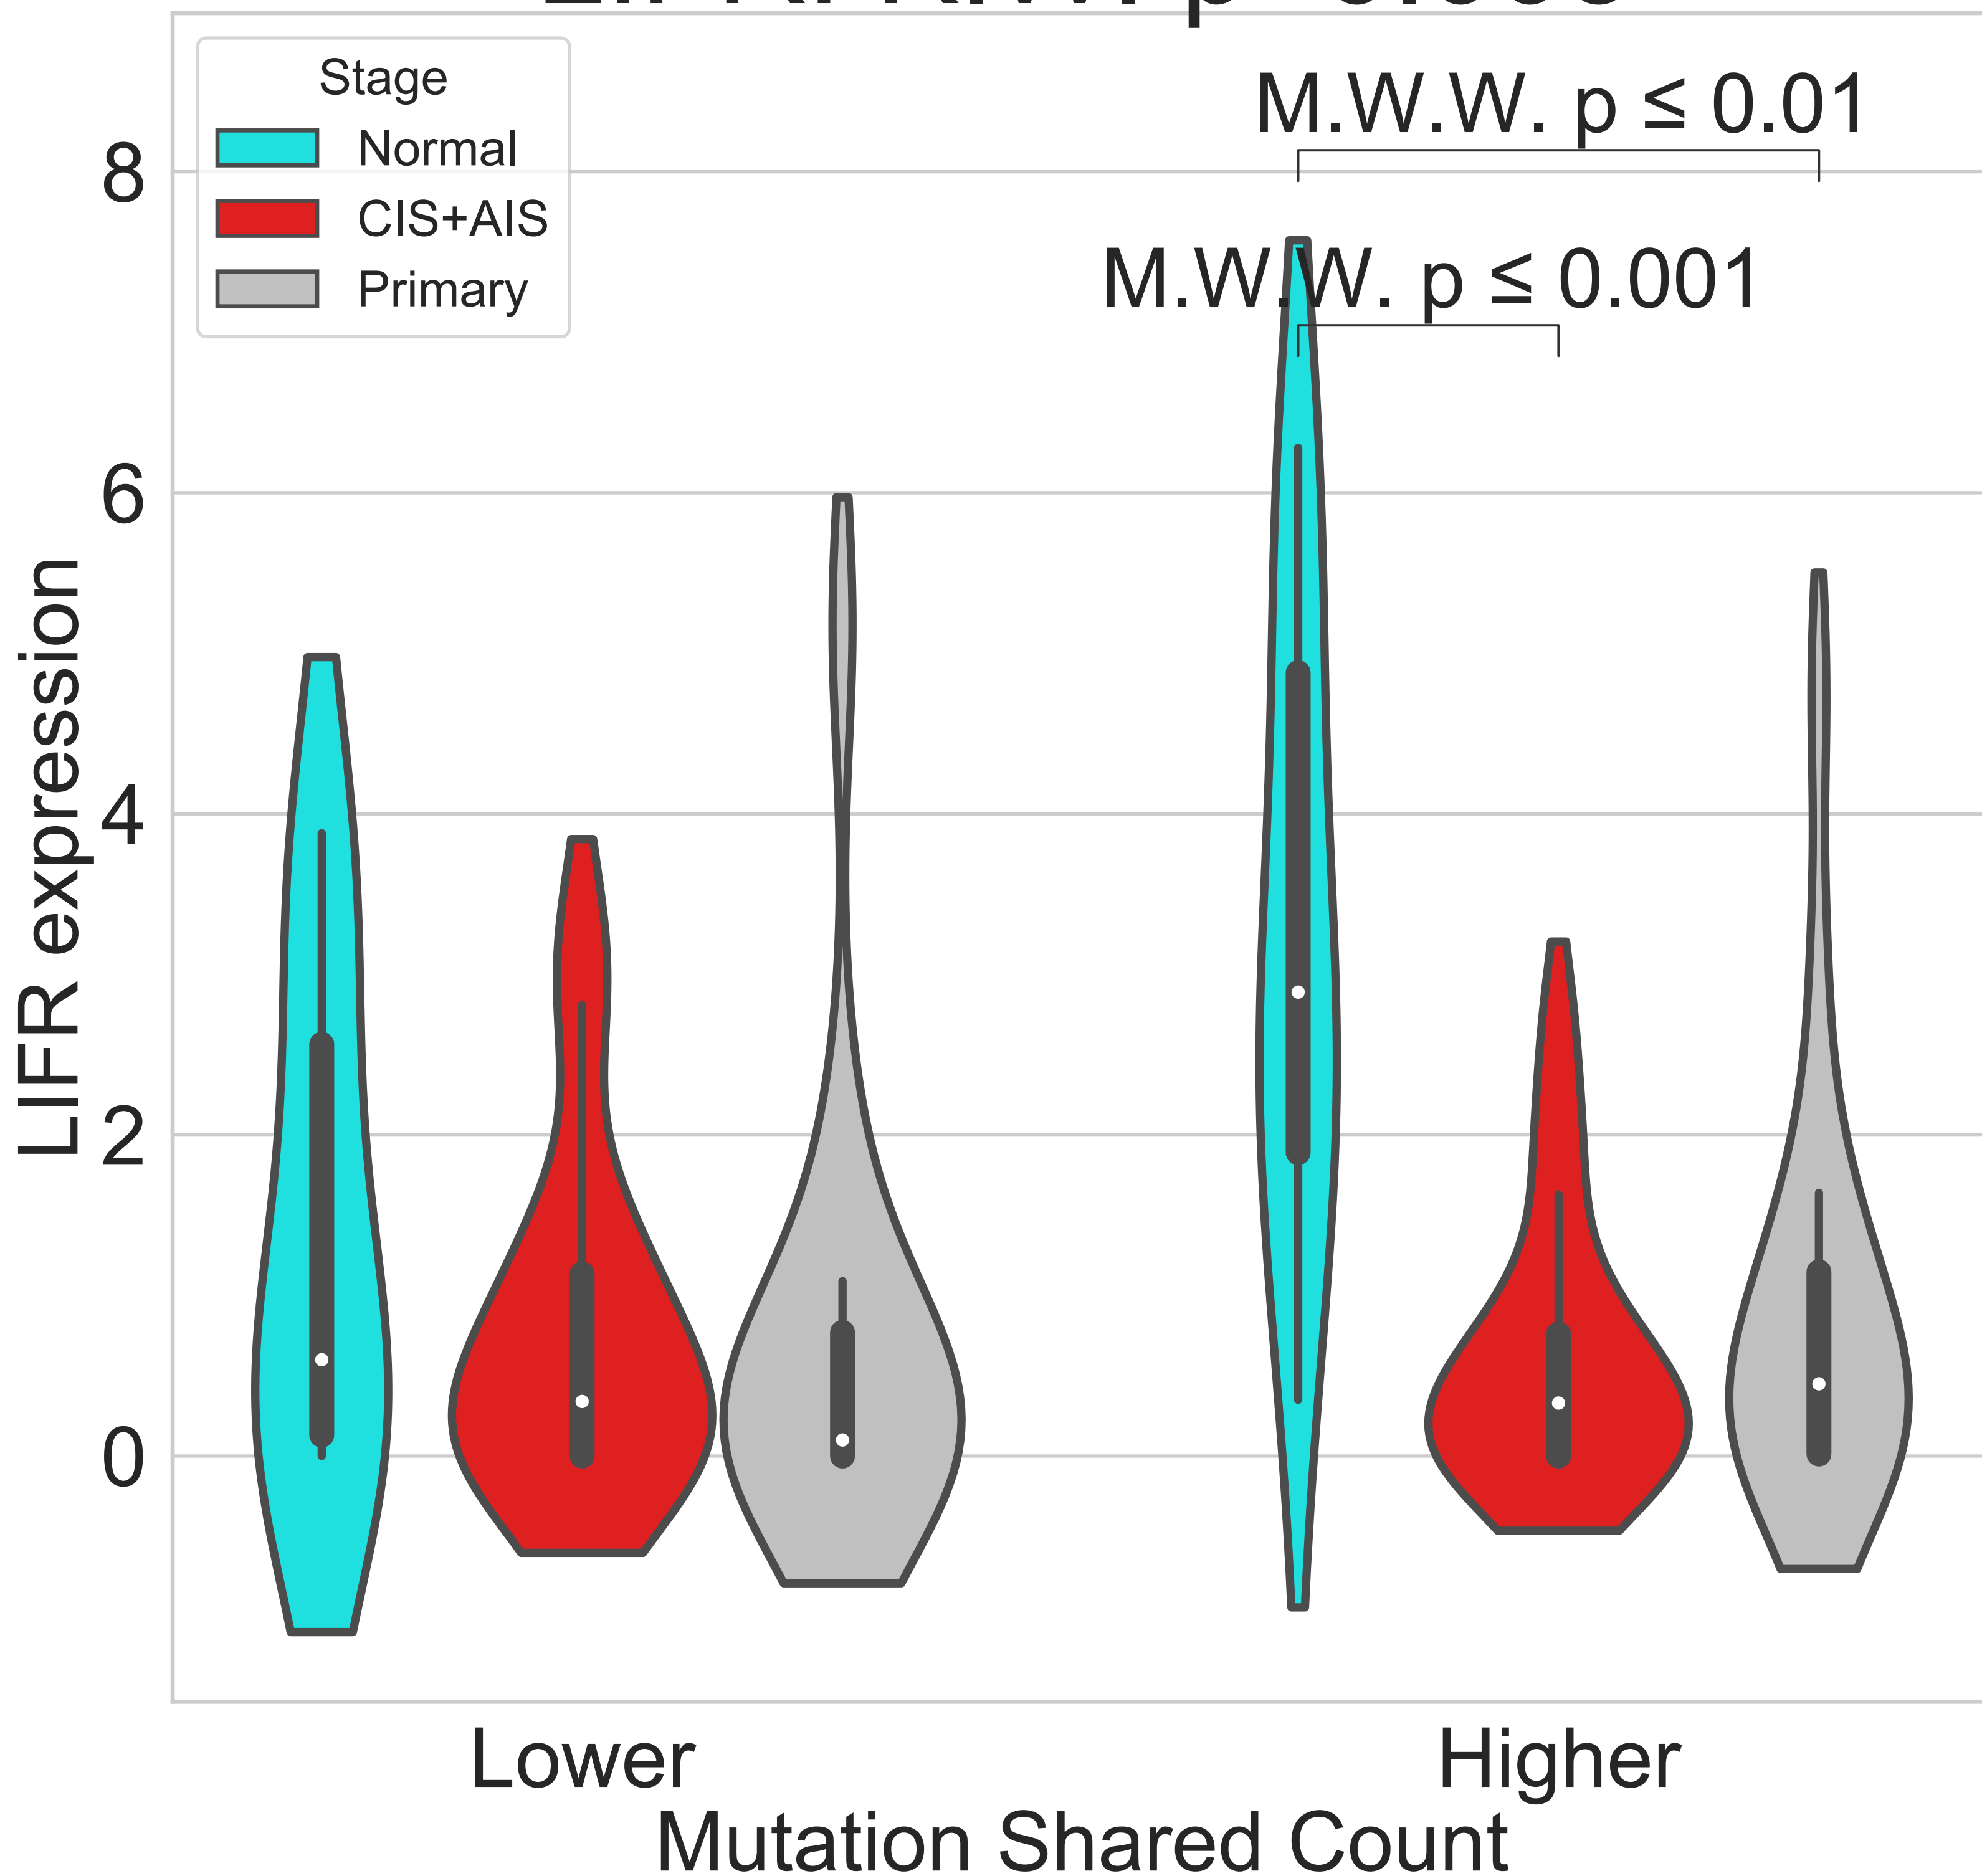 Stage
Normal
CIS+AIS
Primary
M.W.W. p ≤ 0.01
M.W.W. p ≤ 0.001
8
6
4
2
0
LIFR expression
Lower
Higher
Mutation Shared Count